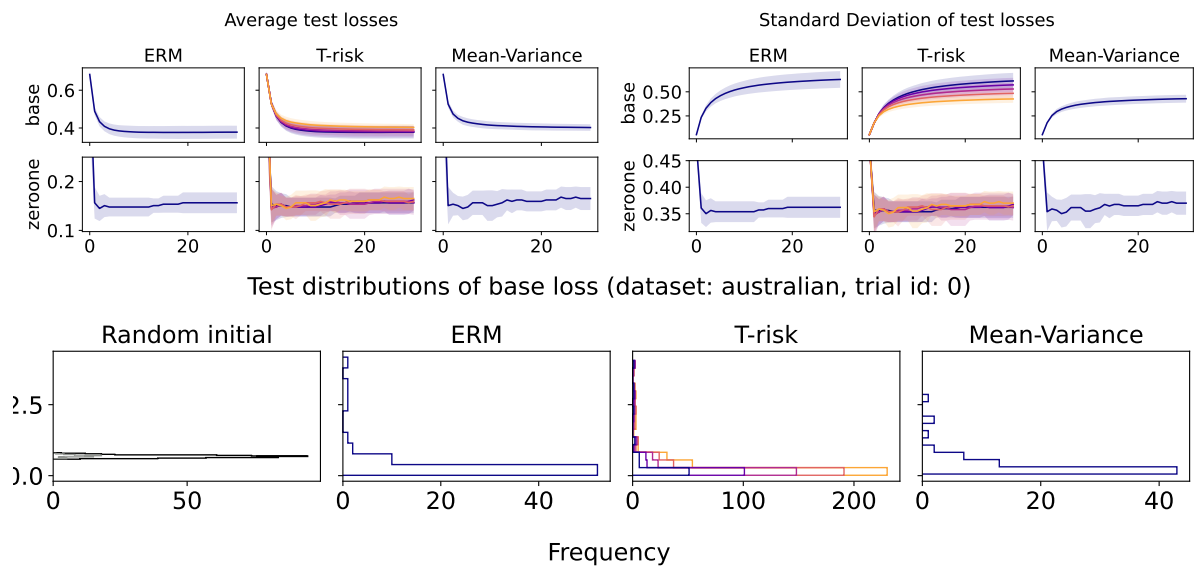 Average test losses
Standard Deviation of test losses
ERM T-risk Mean-Variance ERM T-risk Mean-Variance
base 0.6 0.4 base 0.50 0.25
zeroone 0.2 0.1 zeroone 0.45 0.40 0.35
0 20 0 20 0 20 0 20 0 20 0 20
Test distributions of base loss (dataset: australian, trial id: 0)
Random initial ERM T-risk Mean-Variance
2.5
0.0
0 50 0 20 40 0 100 200 0 20 40
Frequency